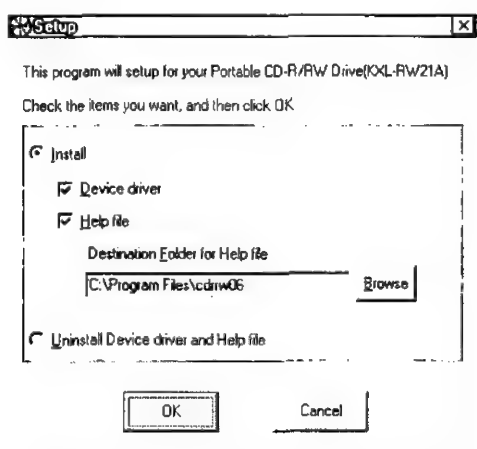 Setup
This program will setup for your Portable CD-R/RW Drive(KXL-RW21A)
Check the items you want, and then click OK
Install
Device driver
Help file
Destination Folder for Help file
C:\Program Files\cdrrw06
Browse
Uninstall Device driver and Help file
OK
Cancel